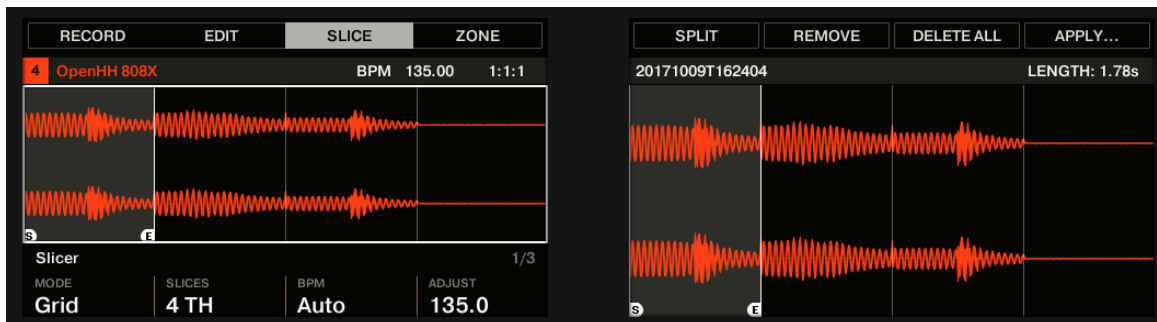 RECORD EDIT SLICE ZONE
4 OpenHH 808X BPM 135.00 1:1:1
S E
Slicer 1/3
MODE SLICES BPM ADJUST
Grid 4 TH Auto 135.0
SPLIT REMOVE DELETE ALL APPLY...
20171009T162404 LENGTH: 1.78s
S E